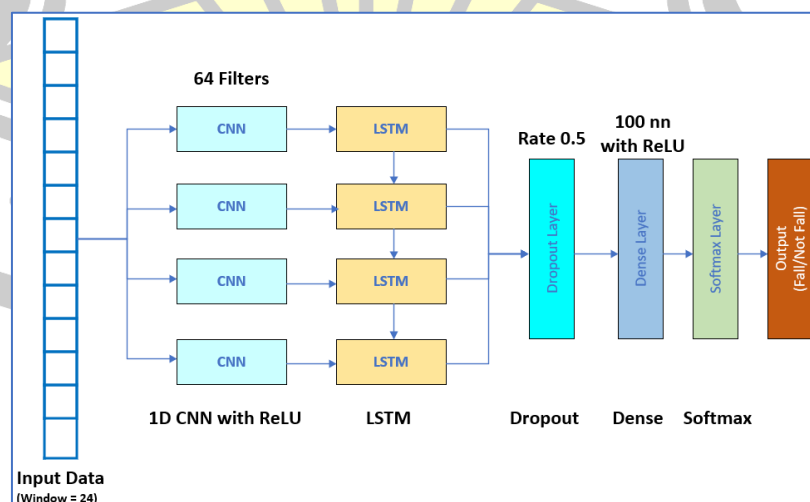 64 Filters
CNN
LSTM
CNN
LSTM
CNN
LSTM
CNN
LSTM
1D CNN with ReLU
LSTM
Rate 0.5
Dropout Layer
Dropout
100 nn
with ReLU
Dense Layer
Dense
Softmax Layer
Softmax
Output
(Fall/Not Fall)
Input Data
(Window = 24)